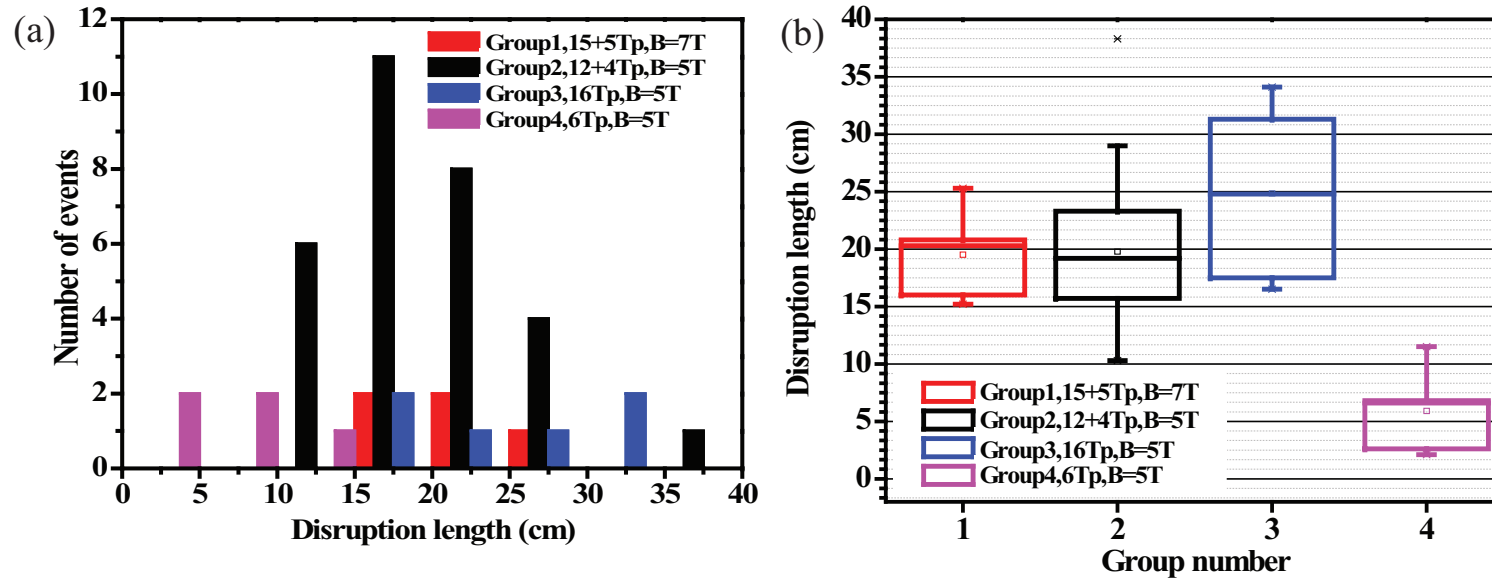 (a)
12
10
8
6
4
2
0
Number of events
Group1,15+5Tp,B=7T
Group2,12+4Tp,B=5T
Group3,16Tp,B=5T
Group4,6Tp,B=5T
0 5 10 15 20 25 30 35 40
Disruption length (cm)
(b)
40
35
30
25
20
15
10
5
0
Disruption length (cm)
Group1,15+5Tp,B=7T
Group2,12+4Tp,B=5T
Group3,16Tp,B=5T
Group4,6Tp,B=5T
1 2 3 4
Group number